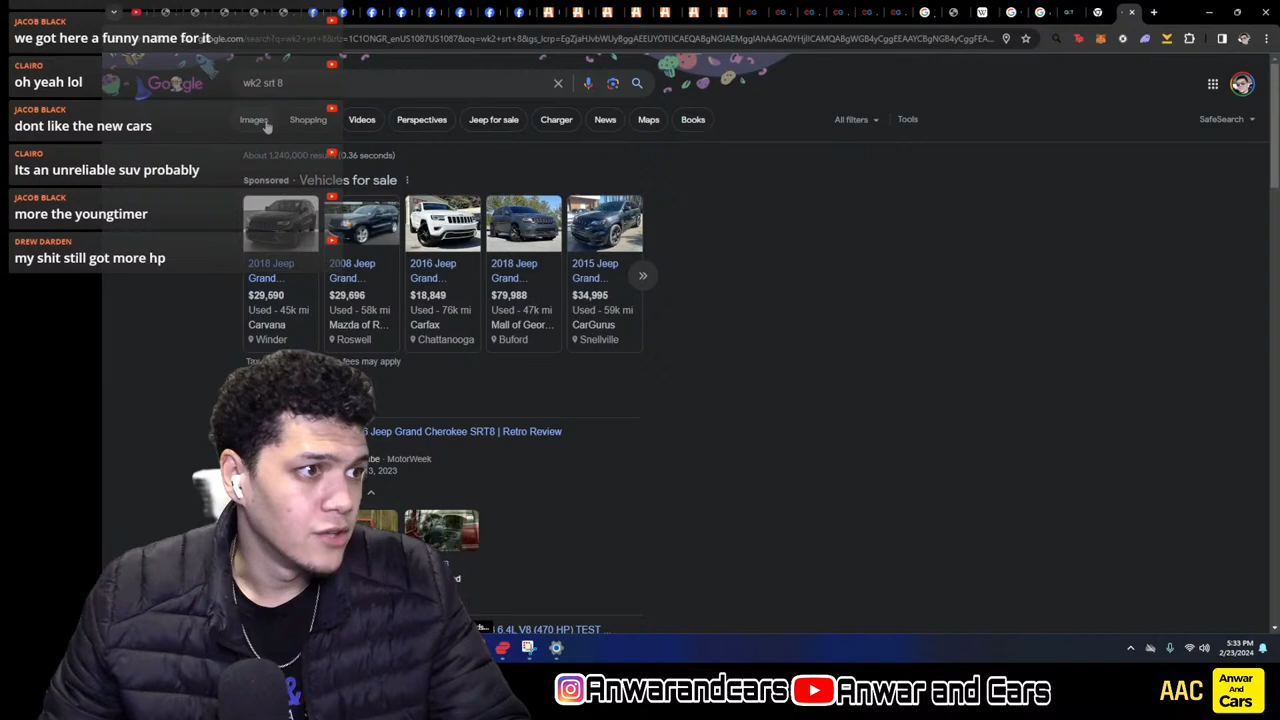 JACOB BLACK
we got here a funny name for it
CLAIRO
oh yeah lol
JACOB BLACK
dont like the new cars
CLAIRO
Its an unreliable suv probably
JACOB BLACK
more the youngtimer
DREW DARDEN
my shit still got more hp
Google
wk2 srt 8
Images
Shopping
Videos
Perspectives
Jeep for sale
Charger
News
Maps
Books
All filters
Tools
SafeSearch
About 1,240,000 results (0.36 seconds)
Sponsored · Vehicles for sale
2018 Jeep
Grand...
$29,590
Used - 45k mi
Carvana
Winder
2008 Jeep
Grand...
$29,696
Used - 58k mi
Mazda of R...
Roswell
2016 Jeep
Grand...
$18,849
Used - 76k mi
Carfax
Chattanooga
2018 Jeep
Grand...
$79,988
Used - 47k mi
Mall of Geor...
Buford
2015 Jeep
Grand...
$34,995
Used - 59k mi
CarGurus
Snellville
fees may apply
Jeep Grand Cherokee SRT8 | Retro Review
· MotorWeek
3, 2023
6.4L V8 (470 HP) TEST ...
5:33 PM
2/23/2024
@Anwarandcars
Anwar and Cars
AAC
Anwar
And
Cars